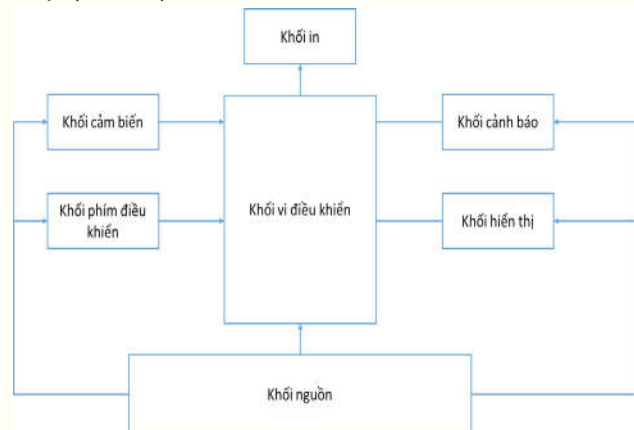 Khối in
Khối cảm biến
Khối cảnh báo
Khối phím điều
khiển
Khối vi điều khiển
Khối hiển thị
Khối nguồn